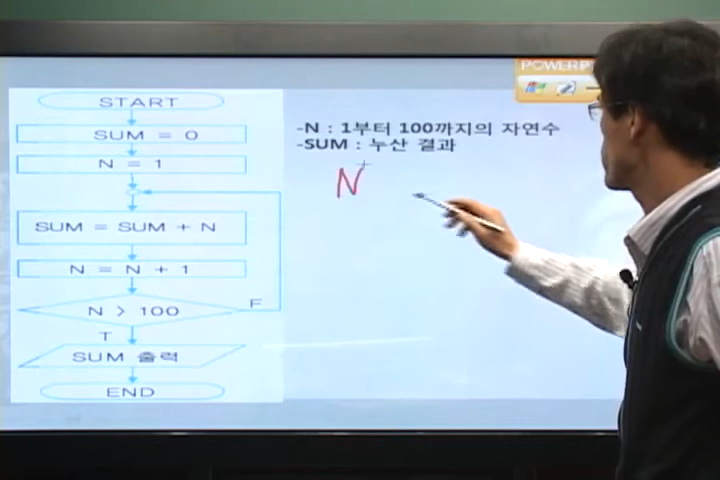 START
SUM = 0
N = 1
SUM = SUM + N
N = N + 1
N > 100
F
T
SUM 출력
END
-N : 1부터 100까지의 자연수
-SUM : 누산 결과
N